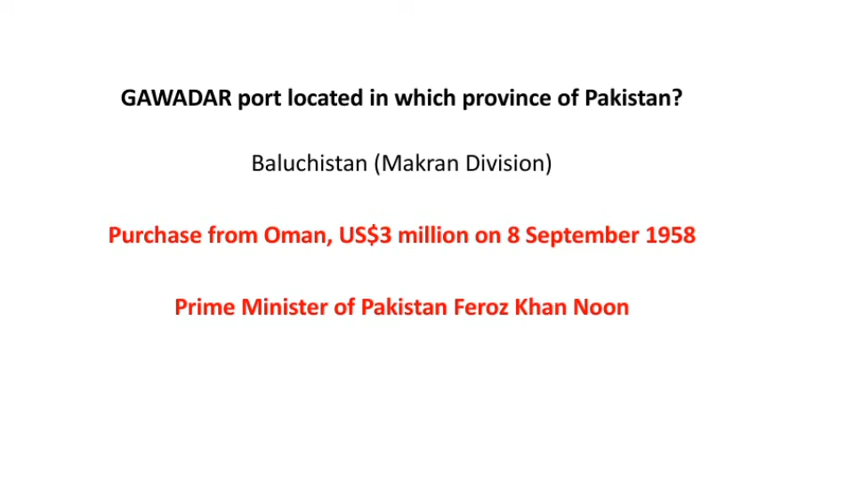 GAWADAR port located in which province of Pakistan?
Baluchistan (Makran Division)
Purchase from Oman, US$3 million on 8 September 1958
Prime Minister of Pakistan Feroz Khan Noon